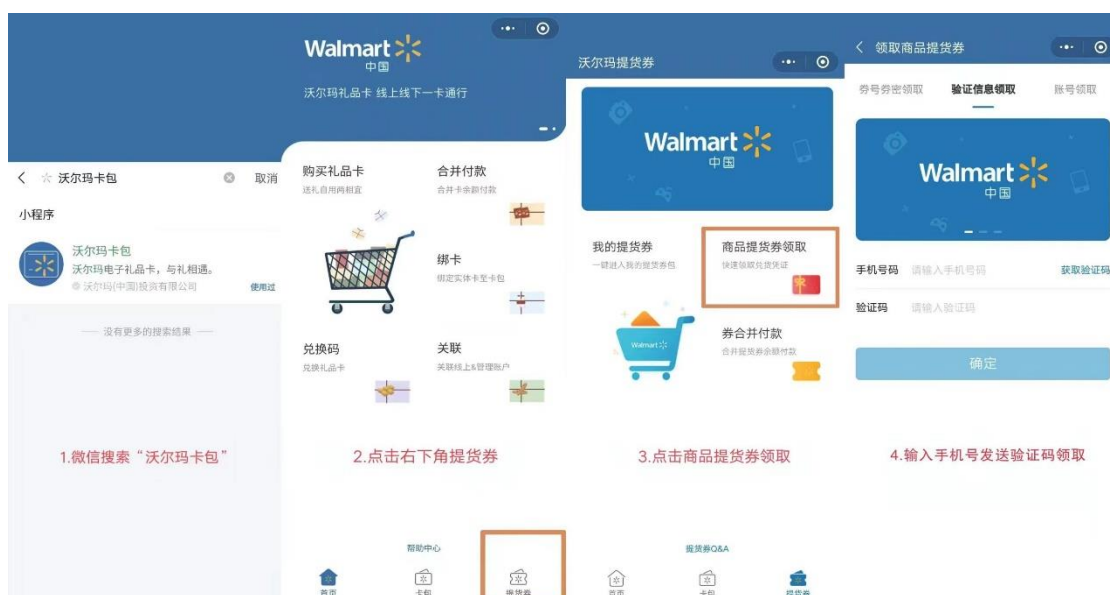 沃尔玛卡包
取消
小程序
沃尔玛卡包
沃尔玛电子礼品卡，与礼相遇。
沃尔玛(中国)投资有限公司
使用过
没有更多的搜索结果
1.微信搜索“沃尔玛卡包”
Walmart
中国
沃尔玛礼品卡 线上线下一卡通行
购买礼品卡
送礼自用两相宜
合并付款
合并卡余额付款
绑卡
绑定实体卡至卡包
兑换码
兑换礼品卡
关联
关联线上&管理账户
2.点击右下角提货券
帮助中心
首页
卡包
提货券
沃尔玛提货券
Walmart
中国
我的提货券
一键进入我的提货券包
商品提货券领取
快速领取兑货凭证
Walmart
券合并付款
合并提货券余额付款
3.点击商品提货券领取
提货券Q&A
首页
卡包
提货券
领取商品提货券
券号券密领取
验证信息领取
账号领取
Walmart
中国
手机号码
请输入手机号码
获取验证码
验证码
请输入验证码
确定
4.输入手机号发送验证码领取